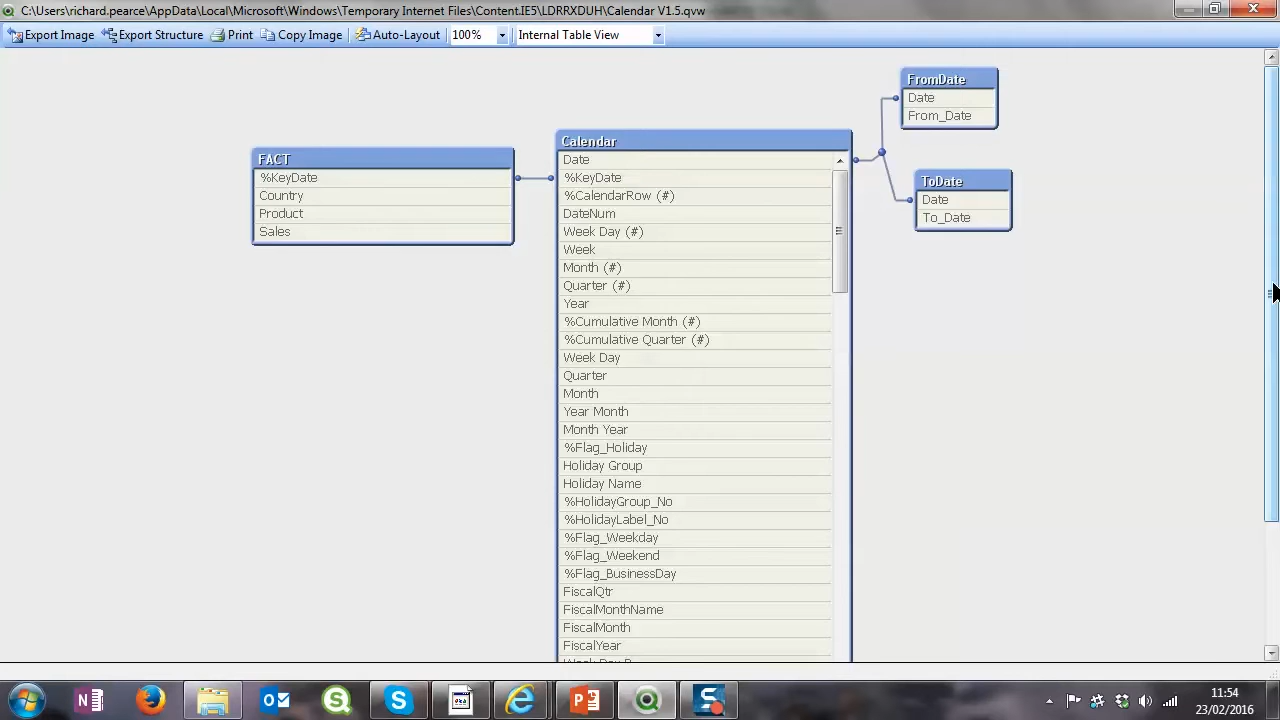 C:\Users\richard.pearce\AppData\Local\Microsoft\Windows\Temporary Internet Files\Content.IE5\LDRRXDUH\Calendar V1.5.qvw
Export Image Export Structure Print Copy Image Auto-Layout 100% Internal Table View
FACT
%KeyDate
Country
Product
Sales
Calendar
Date
%KeyDate
%CalendarRow (#)
DateNum
Week Day (#)
Week
Month (#)
Quarter (#)
Year
%Cumulative Month (#)
%Cumulative Quarter (#)
Week Day
Quarter
Month
Year Month
Month Year
%Flag_Holiday
Holiday Group
Holiday Name
%HolidayGroup_No
%HolidayLabel_No
%Flag_Weekday
%Flag_Weekend
%Flag_BusinessDay
FiscalQtr
FiscalMonthName
FiscalMonth
FiscalYear
FromDate
Date
From_Date
ToDate
Date
To_Date
11:54
23/02/2016